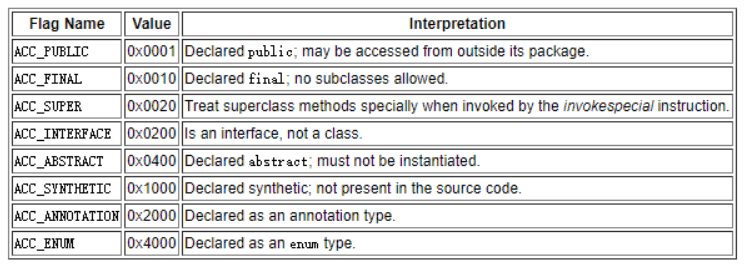 Flag Name Value Interpretation
ACC_PUBLIC 0x0001 Declared public; may be accessed from outside its package.
ACC_FINAL 0x0010 Declared final; no subclasses allowed.
ACC_SUPER 0x0020 Treat superclass methods specially when invoked by the invokespecial instruction.
ACC_INTERFACE 0x0200 Is an interface, not a class.
ACC_ABSTRACT 0x0400 Declared abstract; must not be instantiated.
ACC_SYNTHETIC 0x1000 Declared synthetic; not present in the source code.
ACC_ANNOTATION 0x2000 Declared as an annotation type.
ACC_ENUM 0x4000 Declared as an enum type.